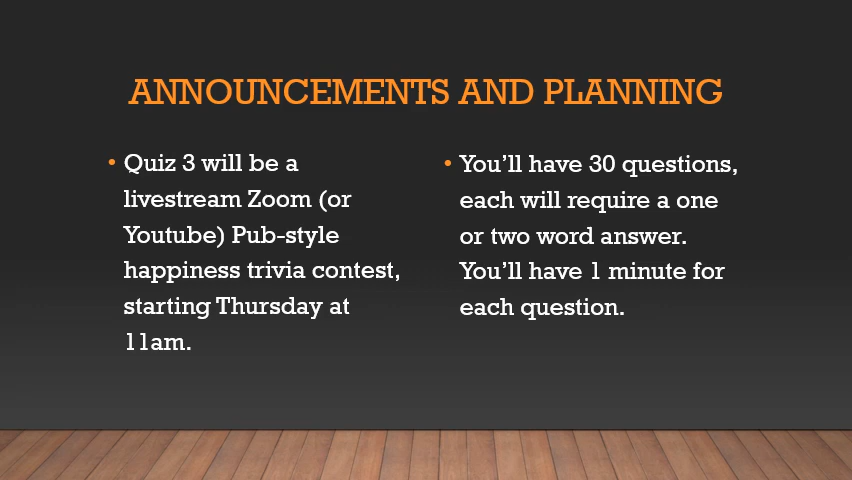 ANNOUNCEMENTS AND PLANNING
• Quiz 3 will be a
livestream Zoom (or
Youtube) Pub-style
happiness trivia contest,
starting Thursday at
11am.
• You’ll have 30 questions,
each will require a one
or two word answer.
You’ll have 1 minute for
each question.